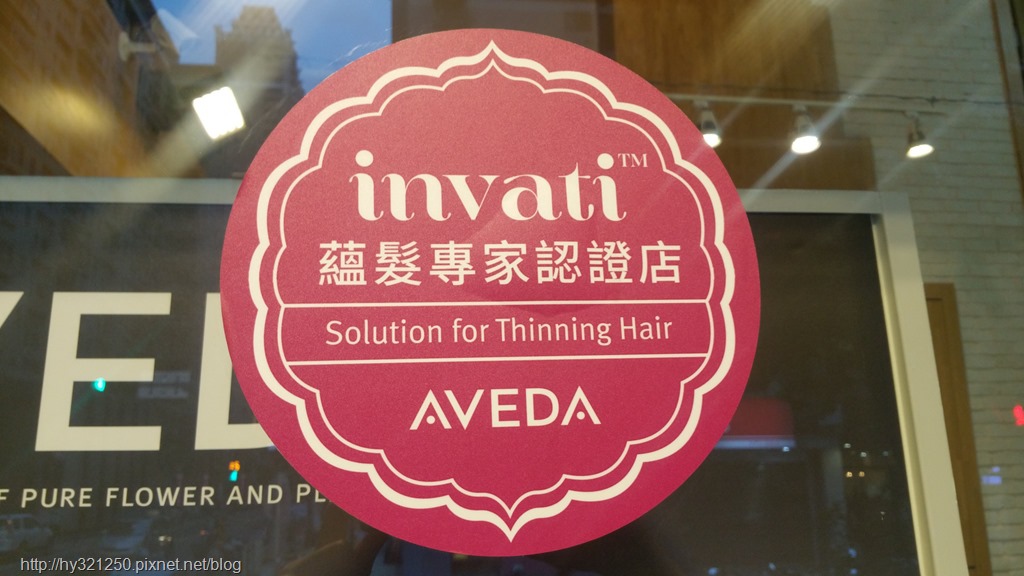 invati™
蘊髮專家認證店
Solution for Thinning Hair
AVEDA
F PURE FLOWER AND
http://hy321250.pixnet.net/blog